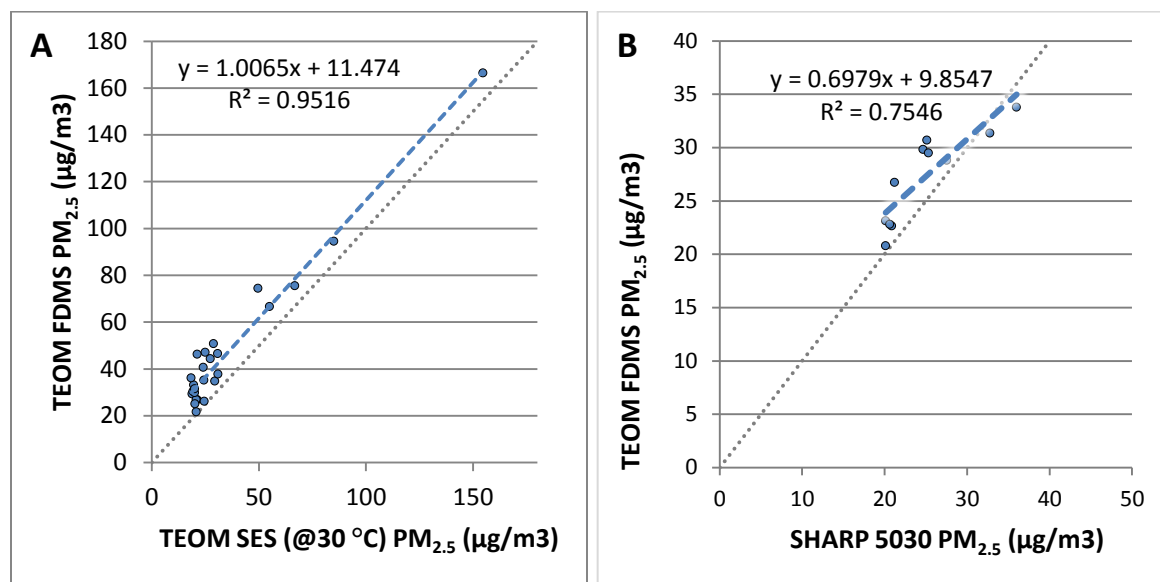 A
y = 1.0065x + 11.474
R² = 0.9516
TEOM FDMS PM₂.₅ (µg/m3)
180
160
140
120
100
80
60
40
20
0
0 50 100 150
TEOM SES (@30 °C) PM₂.₅ (µg/m3)
B
y = 0.6979x + 9.8547
R² = 0.7546
TEOM FDMS PM₂.₅ (µg/m3)
40
35
30
25
20
15
10
5
0
0 10 20 30 40 50
SHARP 5030 PM₂.₅ (µg/m3)